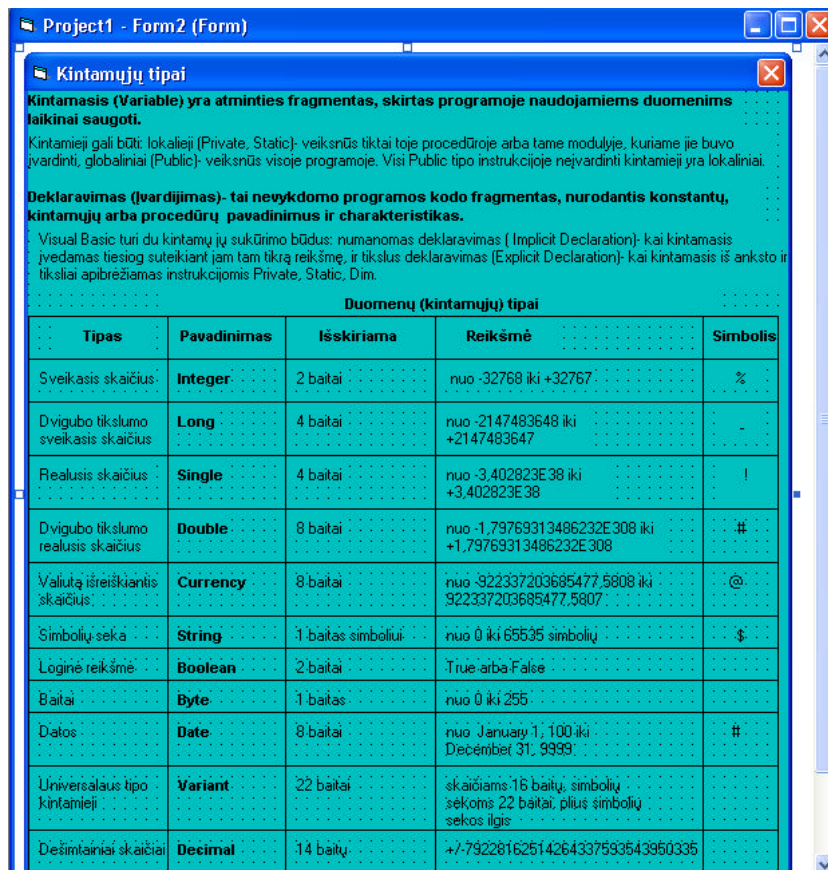 Project1 - Form2 (Form)
Kintamųjų tipai
Kintamasis (Variable) yra atminties fragmentas, skirtas programoje naudojamiems duomenims
laikinai saugoti.
Kintamieji gali būti: lokalieji (Private, Static)- veiksnūs tiktai toje procedūroje arba tame modulyje, kuriame jie buvo
įvardinti, globaliniai (Public)- veiksnūs visoje programoje. Visi Public tipo instrukcijoje neįvardinti kintamieji yra lokaliniai.
Deklaravimas (Įvardijimas)- tai nevykdomo programos kodo fragmentas, nurodantis konstantų,
kintamųjų arba procedūrų pavadinimus ir charakteristikas.
Visual Basic turi du kintamų jų sukūrimo būdus: numanomas deklaravimas ( Implicit Declaration)- kai kintamasis
įvedamas tiesiog suteikiant jam tam tikrą reikšmę, ir tikslus deklaravimas (Explicit Declaration)- kai kintamasis iš anksto ir
tiksliai apibrėžiamas instrukcijomis Private, Static, Dim.
Duomenų (kintamųjų) tipai
Tipas Pavadinimas Išskiriama Reikšmė Simbolis
Sveikasis skaičius Integer 2 baitai nuo -32768 iki +32767 %
Dvigubo tikslumo Long 4 baitai nuo -2147483648 iki -
sveikasis skaičius +2147483647
Realusis skaičius Single 4 baitai nuo -3,402823E38 iki !
+3,402823E38
Dvigubo tikslumo Double 8 baitai nuo -1,79769313486232E308 iki #
realusis skaičius +1,79769313486232E308
Valiutą išreiškiantis Currency 8 baitai nuo -922337203685477,5808 iki @
skaičius 922337203685477,5807
Simbolių seka String 1 baitas simboliui nuo 0 iki 65535 simbolių $
Loginė reikšmė Boolean 2 baitai True arba False
Baitai Byte 1 baitas nuo 0 iki 255
Datos Date 8 baitai nuo January 1, 100 iki #
December 31, 9999
Universalaus tipo Variant 22 baitai skaičiams 16 baitų, simbolių
kintamieji sekoms 22 baitai, plius simbolių
sekos ilgis
Dešimtainiai skaičiai Decimal 14 baitų +/-79228162514264337593543950335